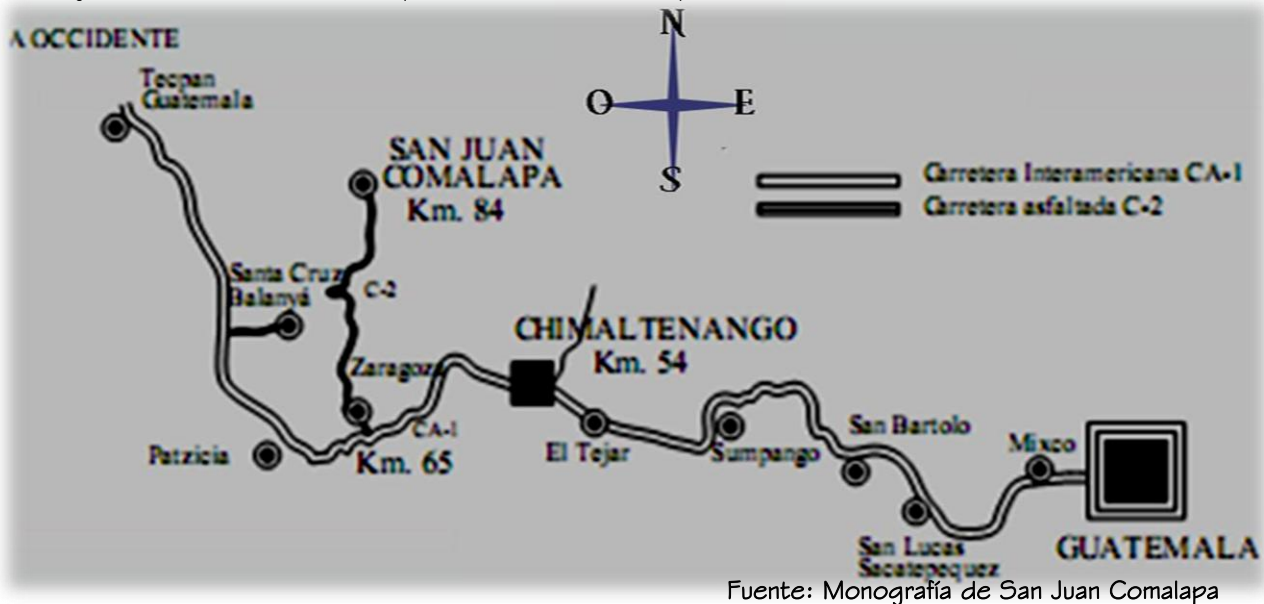 N
A OCCIDENTE
Tecpan
Guatemala
O
E
SAN JUAN
COMALAPA
Km. 84
S
Carretera Interamericana CA-1
Carretera asfaltada C-2
Santa Cruz
Balanyá
C-2
CHIMALTENANGO
Km. 54
Zaragoza
CA-1
San Bartolo
Patzicia
Km. 65
El Tejar
Sumpango
Mixco
San Lucas
Sacatepequez
GUATEMALA
Fuente: Monografía de San Juan Comalapa